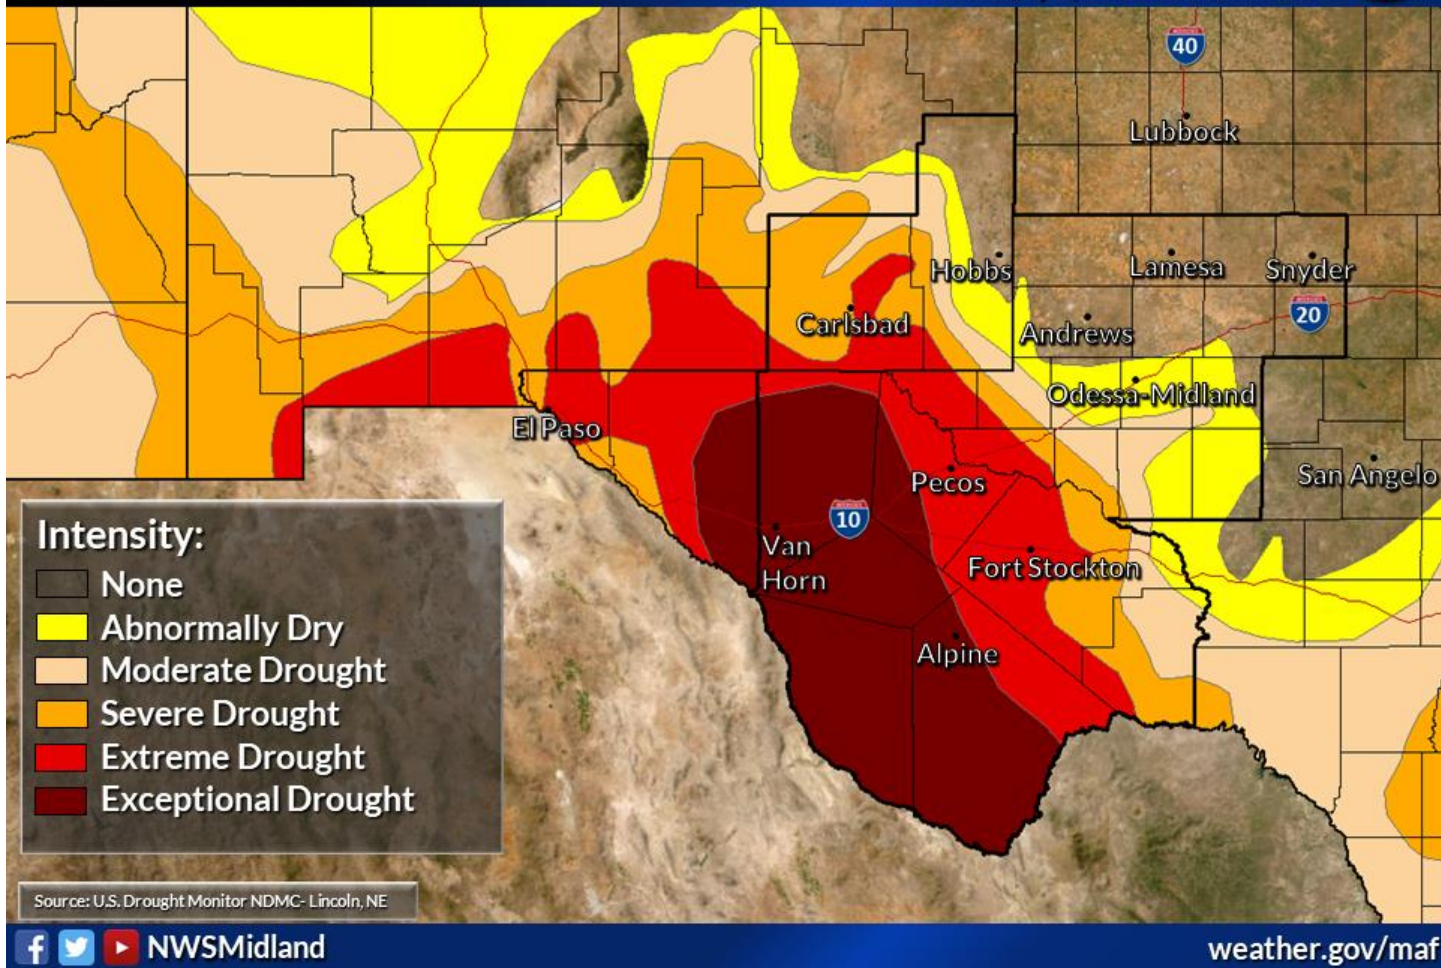 40
Lubbock
Hobbs
Lamesa
Snyder
20
Carlsbad
Andrews
Odessa-Midland
El Paso
Pecos
San Angelo
10
Van
Horn
Fort Stockton
Alpine
Intensity:
None
Abnormally Dry
Moderate Drought
Severe Drought
Extreme Drought
Exceptional Drought
Source: U.S. Drought Monitor NDMC- Lincoln, NE
NWSMidland
weather.gov/maf